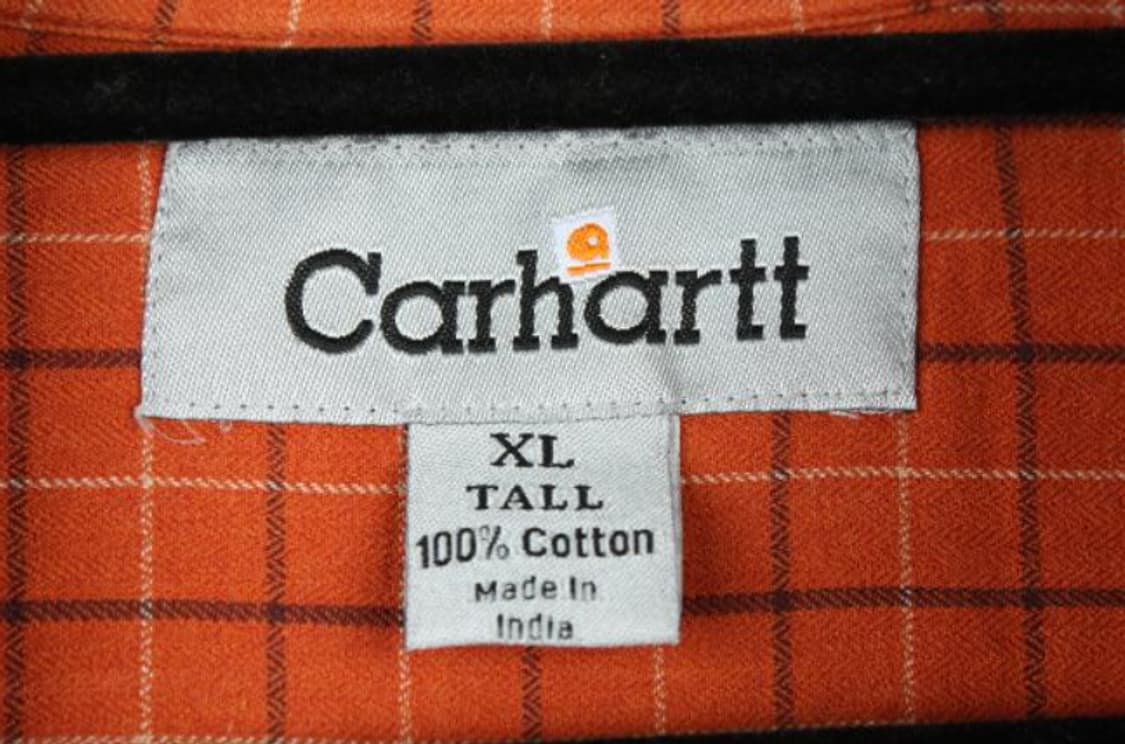 Carhartt
XL
TALL
100% Cotton
Made In
India